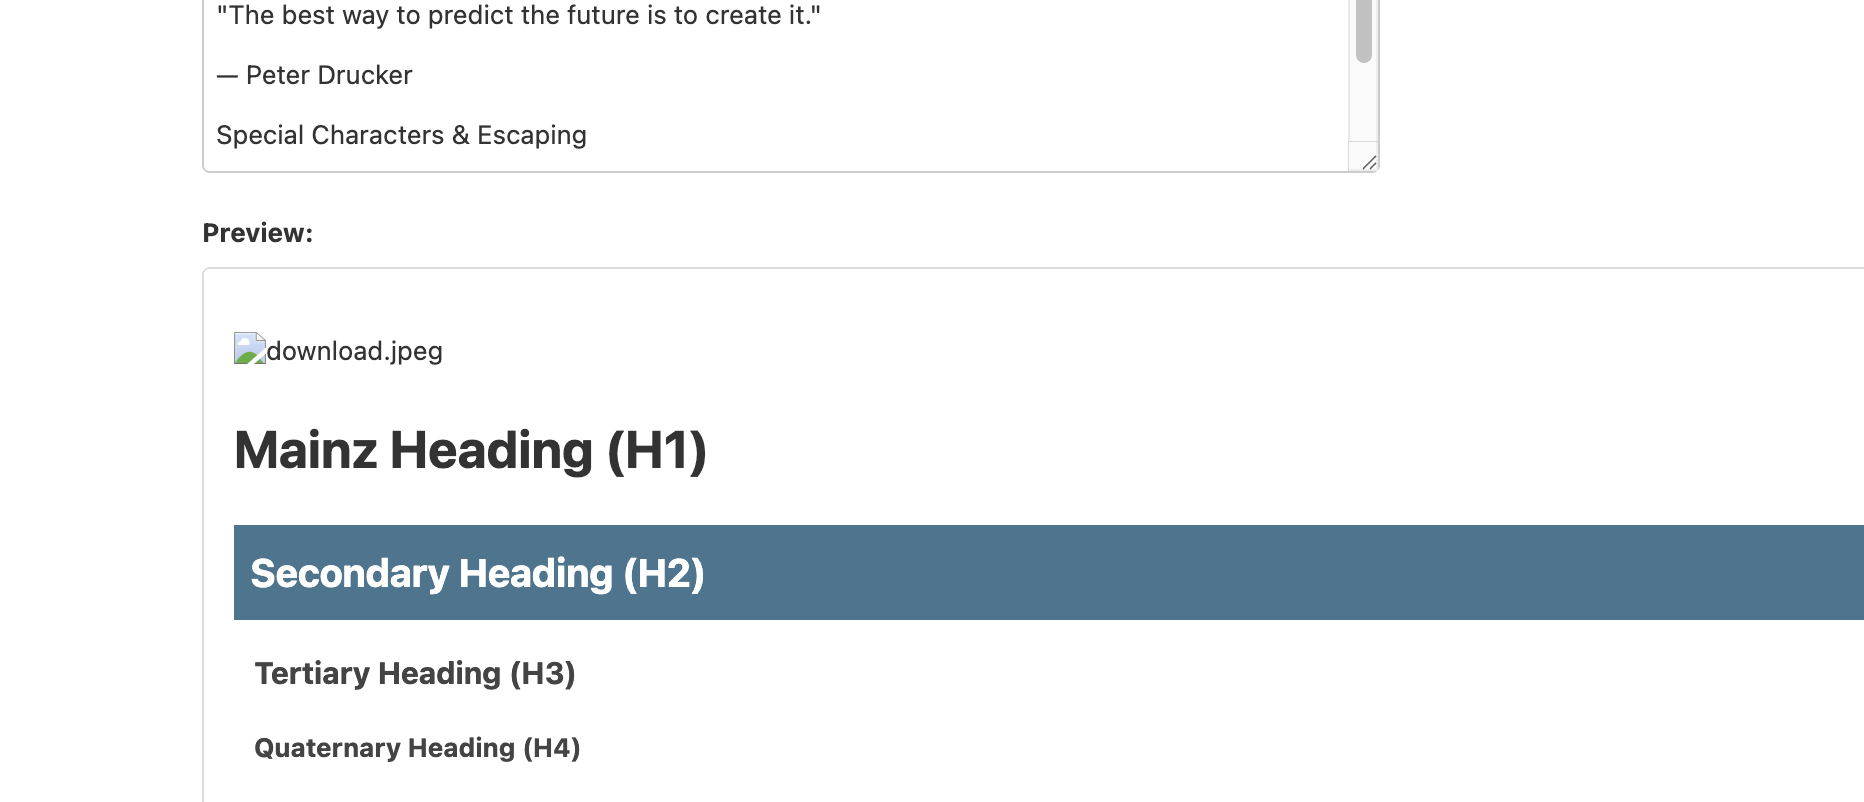 "The best way to predict the future is to create it."
— Peter Drucker
Special Characters & Escaping
Preview:
download.jpeg
Mainz Heading (H1)
Secondary Heading (H2)
Tertiary Heading (H3)
Quaternary Heading (H4)